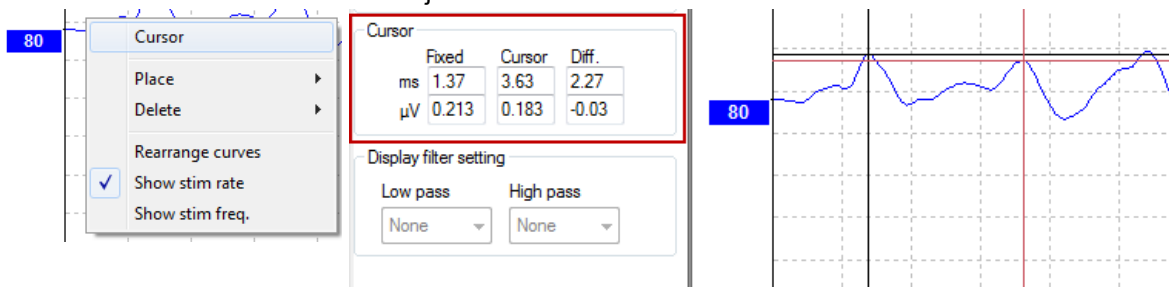 80
Cursor
Place
Delete
Rearrange curves
Show stim rate
Show stim freq.
Cursor
Fixed Cursor Diff.
ms 1.37 3.63 2.27
µV 0.213 0.183 -0.03
Display filter setting
Low pass High pass
None None
80